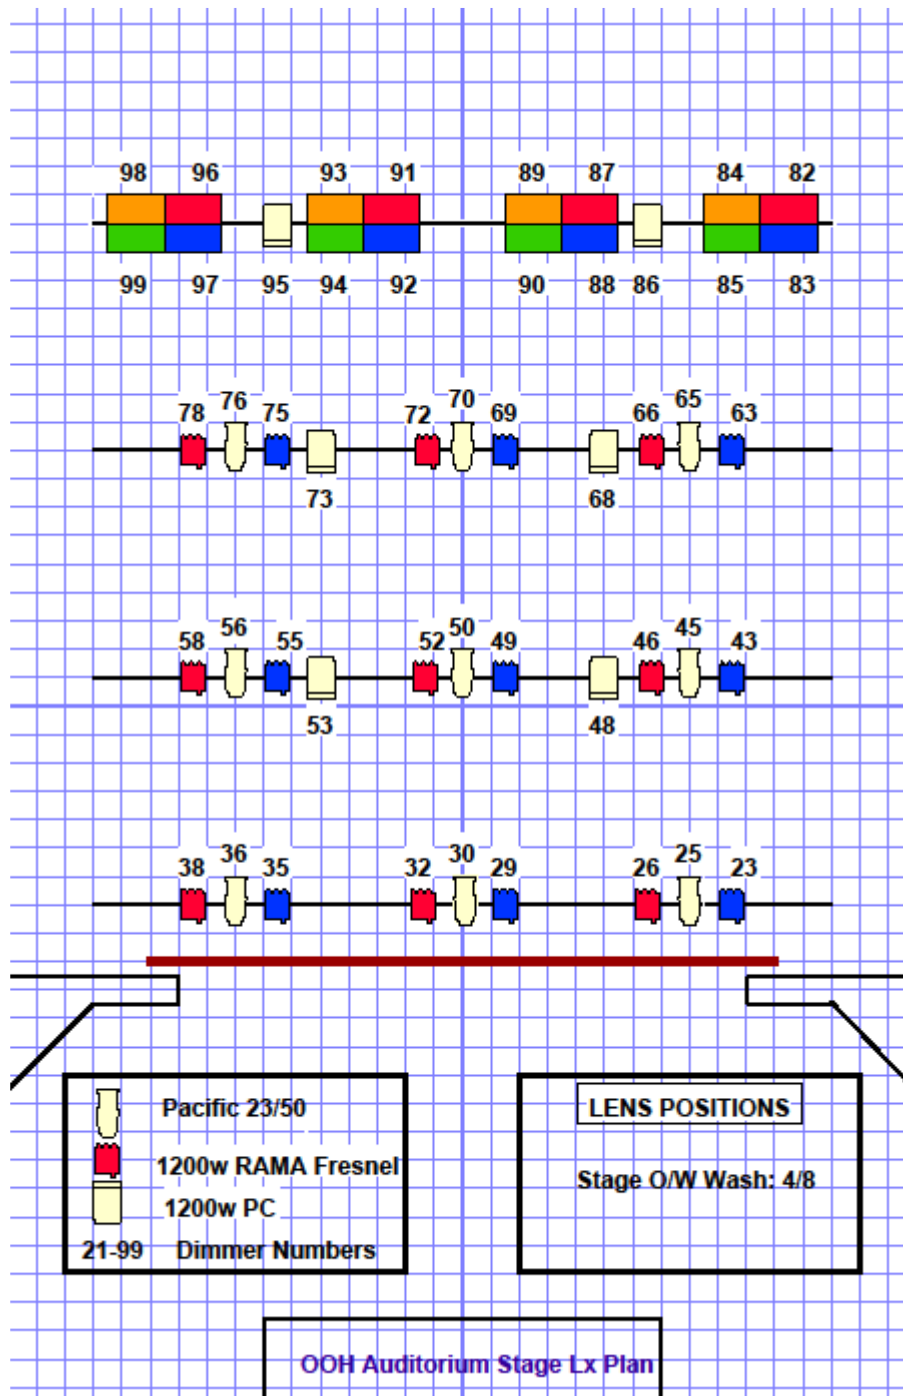 98 96 93 91 89 87 84 82
99 97 95 94 92 90 88 86 85 83
78 76 75 72 70 69 66 65 63
73 68
58 56 55 52 50 49 46 45 43
53 48
38 36 35 32 30 29 26 25 23
Pacific 23/50
1200w RAMA Fresnel
1200w PC
21-99 Dimmer Numbers
LENS POSITIONS
Stage O/W Wash: 4/8
OOH Auditorium Stage Lx Plan